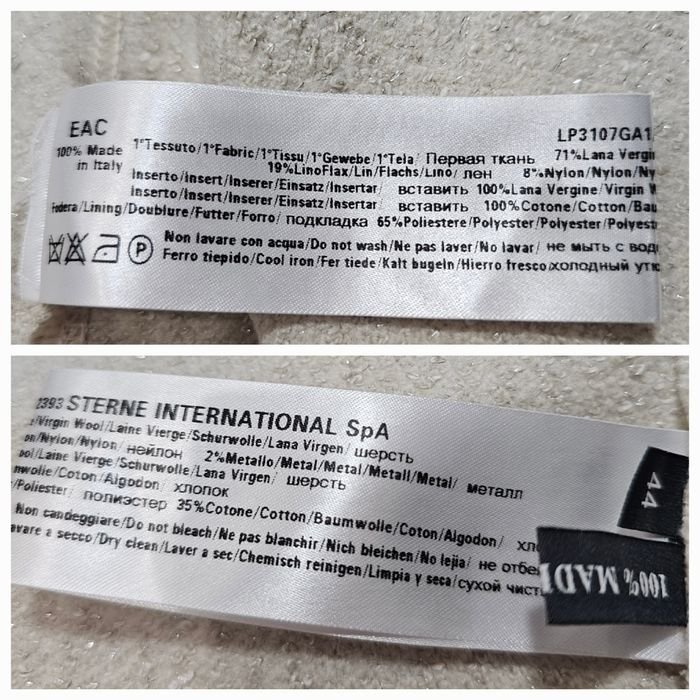 EAC
100% Made
in Italy
LP3107GA1
1°Tessuto/1°Fabric/1°Tissu/1°Gewebe/1°Tela/ Первая ткань 71%Lana Vergin
19%LinoFlax/Lin/Flachs/Lino/ лен 8%Nylon/Nylon/Ny
Inserto/Insert/Inserer/Einsatz/Insertar/ вставить 100%Lana Vergine/Virgin W
Inserto/Insert/Inserer/Einsatz/Insertar/ вставить 100%Cotone/Cotton/Bau
Federa/Lining/Doublure/Futter/Forro/ подкладка 65%Poliestere/Polyester/Polyester/Polyest
P
Non lavare con acqua/Do not wash/Ne pas laver/No lavar/ не мыть с вод
Ferro tiepido/Cool iron/Fer tiede/Kalt bugeln/Hierro fresco/холодный утю
2393 STERNE INTERNATIONAL SpA
/Virgin Wool/Laine Vierge/Schurwolle/Lana Virgen/ шерсть
on/Nylon/Nylon/ нейлон 2%Metallo/Metal/Metal/Metall/Metal/ металл
ool/Laine Vierge/Schurwolle/Lana Virgen/ шерсть
mwolle/Coton/Algodon/ хлопок
/Poliester/ полиэстер 35%Cotone/Cotton/Baumwolle/Coton/Algodon/ хло
Non candeggiare/Do not bleach/Ne pas blanchir/Nich bleichen/No lejia/ не отбе
avare a secco/Dry clean/Laver a sec/Chemisch reinigen/Limpia y seca/сухой чист
44
100% MAD